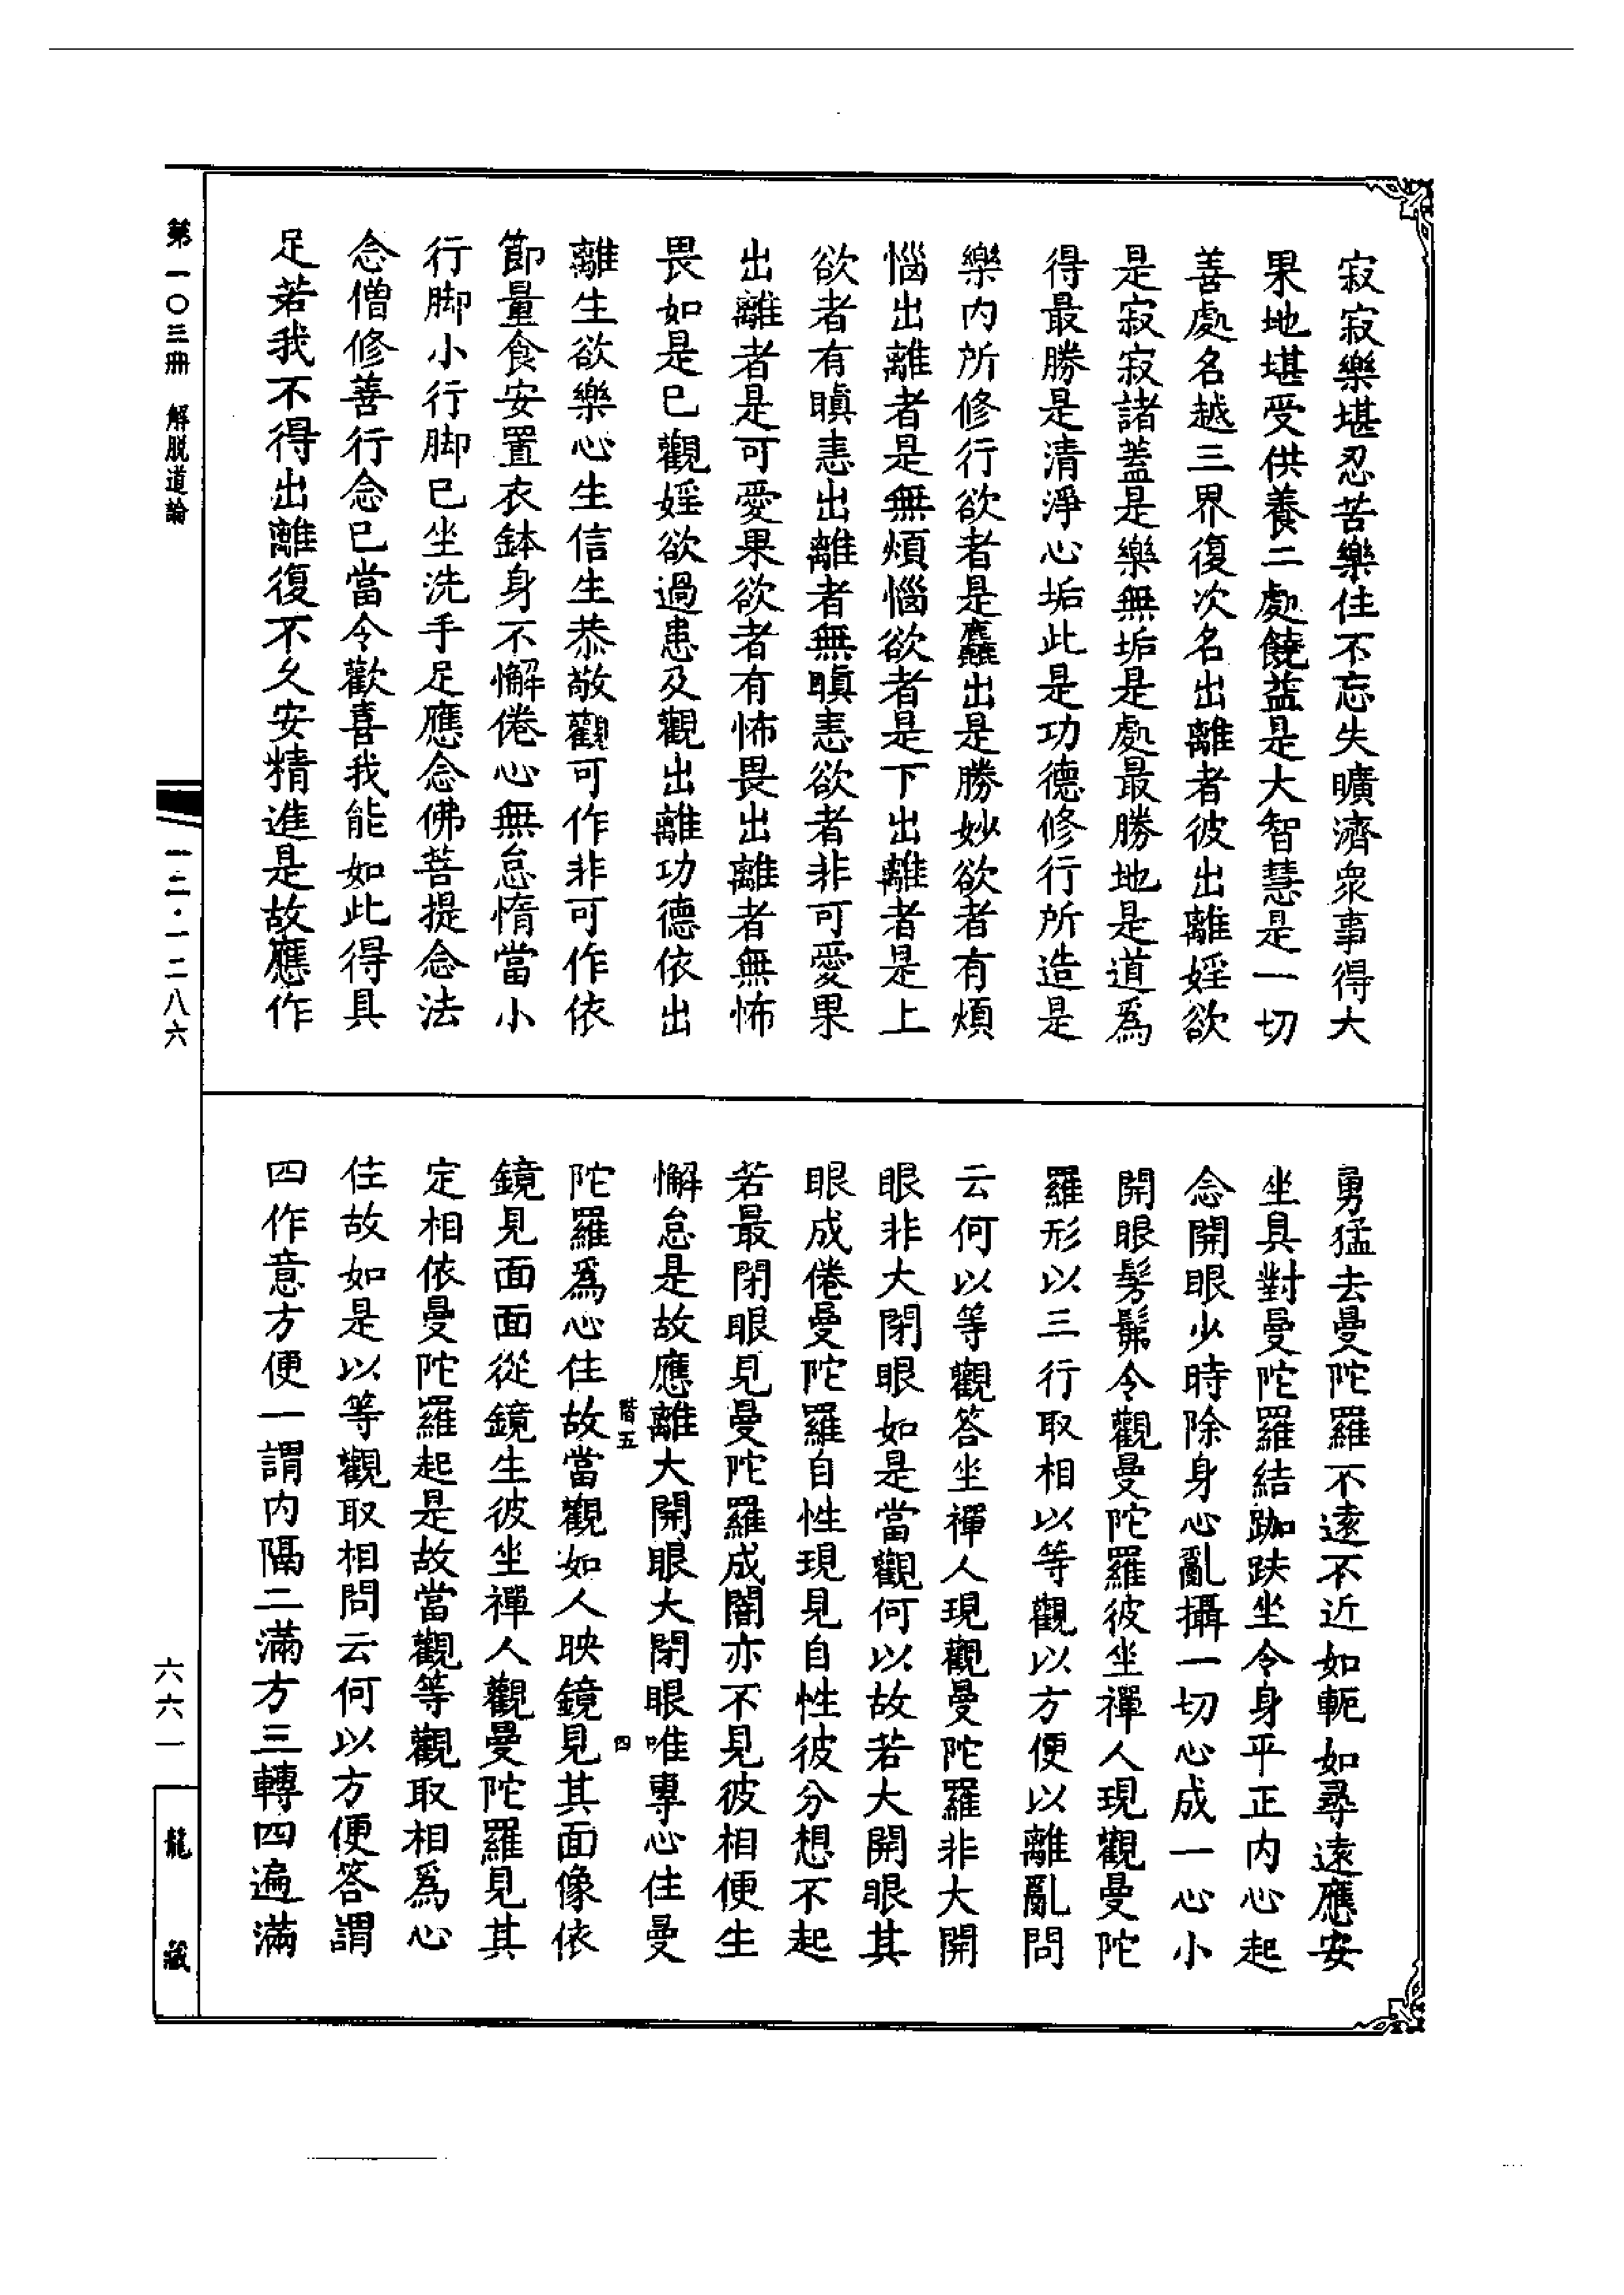 寂寂樂堪忍苦樂住不忘失曠濟衆事得大
果地堪受供養二處饒益是大智慧是一切
善處名越三界復次名出離者彼出離婬欲
是寂寂諸蓋是樂無垢是處最勝地是道爲
得最勝是清淨心垢此是功德修行所造是
樂內所修行欲者是麤出是勝妙欲者有煩
惱出離者是無煩惱欲者是下出離者是上
欲者有瞋恚出離者無瞋恚欲者非可愛果
出離者是可愛果欲者有怖畏出離者無怖
畏如是已觀婬欲過患及觀出離功德依出
離生欲樂心生信生恭敬觀可作非可作依
節量食安置衣鉢身不懈倦心無怠惰當小
行脚小行脚已坐洗手足應念佛菩提念法
念僧修善行念已當令歡喜我能如此得具
足若我不得出離復不久安精進是故應作
勇猛去曼陀羅不遠不近如軛如尋遠應安
坐具對曼陀羅結跏趺坐令身平正內心起
念開眼少時除身心亂攝一切心成一心小
開眼髣髴令觀曼陀羅彼坐禪人現觀曼陀
羅形以三行取相以等觀以方便以離亂問
云何以等觀答坐禪人現觀曼陀羅非大開
眼非大閉眼如是當觀何以故若大開眼其
眼成倦曼陀羅自性現見自性彼分想不起
若最閉眼見曼陀羅成闇亦不見彼相便生
懈怠是故應離大開眼大閉眼唯專心住曼
階五
四
陀羅爲心住故當觀如人映鏡見其面像依
鏡見面面從鏡生彼坐禪人觀曼陀羅見其
定相依曼陀羅起是故當觀等觀取相爲心
住故如是以等觀取相問云何以方便答謂
四作意方便一謂內隔二滿方三轉四遍滿
第一〇三冊　解脫道論
一二·一二八六
六六一
龍藏